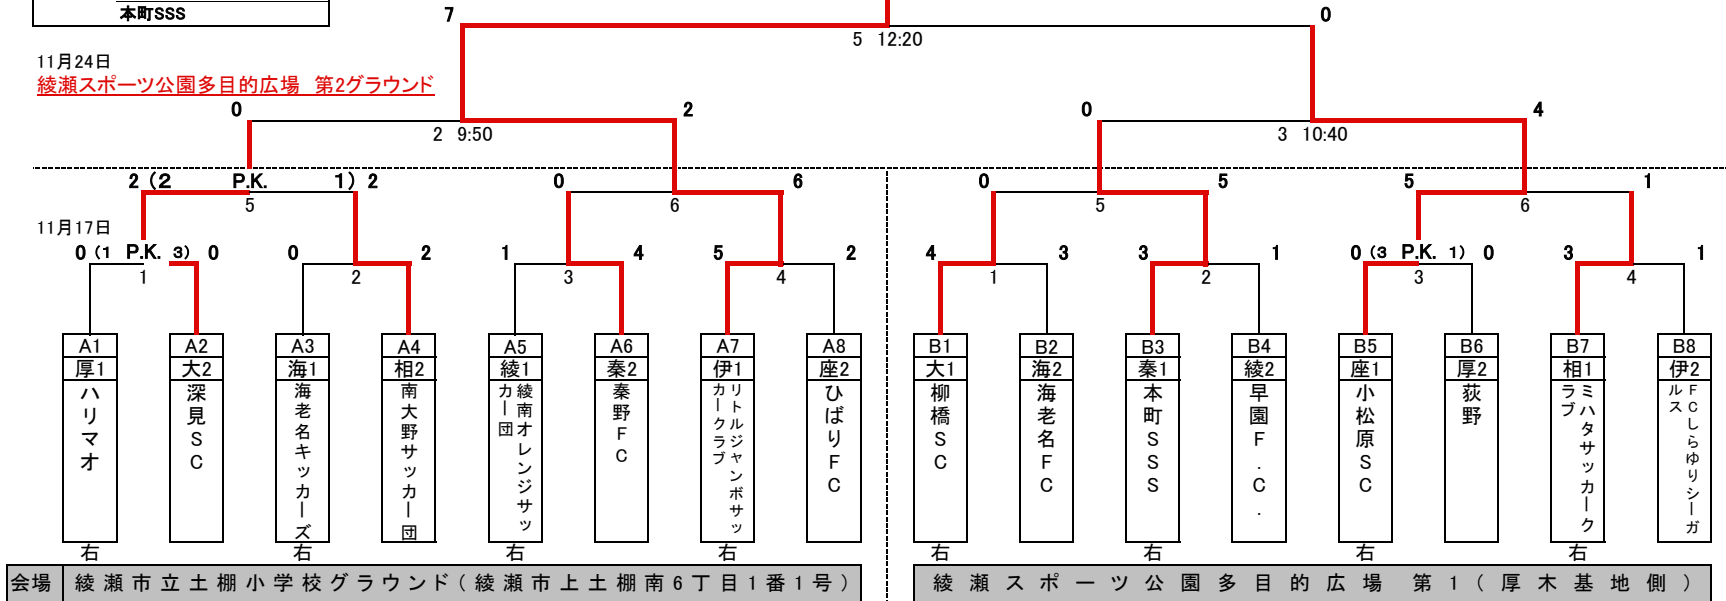 本町SSS
7 0
5 12:20
11月24日
綾瀬スポーツ公園多目的広場 第2グラウンド
0 2 0 4
2 9:50 3 10:40
2 (2 P.K. 1) 2 0 6 0 5 5 1
5 6 5 6
11月17日
0 (1 P.K. 3) 0 0 2 1 4 5 2 4 3 3 1 0 (3 P.K. 1) 0 3 1
1 2 3 4 1 2 3 4
A1 A2 A3 A4 A5 A6 A7 A8 B1 B2 B3 B4 B5 B6 B7 B8
厚1 大2 海1 相2 綾1 秦2 伊1 座2 大1 海2 秦1 綾2 座1 厚2 相1 伊2
ハリマオ
深見SC
海老名キッカーズ
南大野サッカー団
綾南オレンジサッ
カー団
秦野FC
リトルジャンボサッ
カークラブ
ひばりFC
柳橋SC
海老名FC
本町SSS
早園F.C.
小松原SC
荻野
ミハタサッカーク
ラブ
FCしらゆりシーガ
ルス
右 右 右 右 右 右 右 右
会場 綾瀬市立土棚小学校グラウンド(綾瀬市上土棚南6丁目1番1号) 綾瀬スポーツ公園多目的広場 第1(厚木基地側)